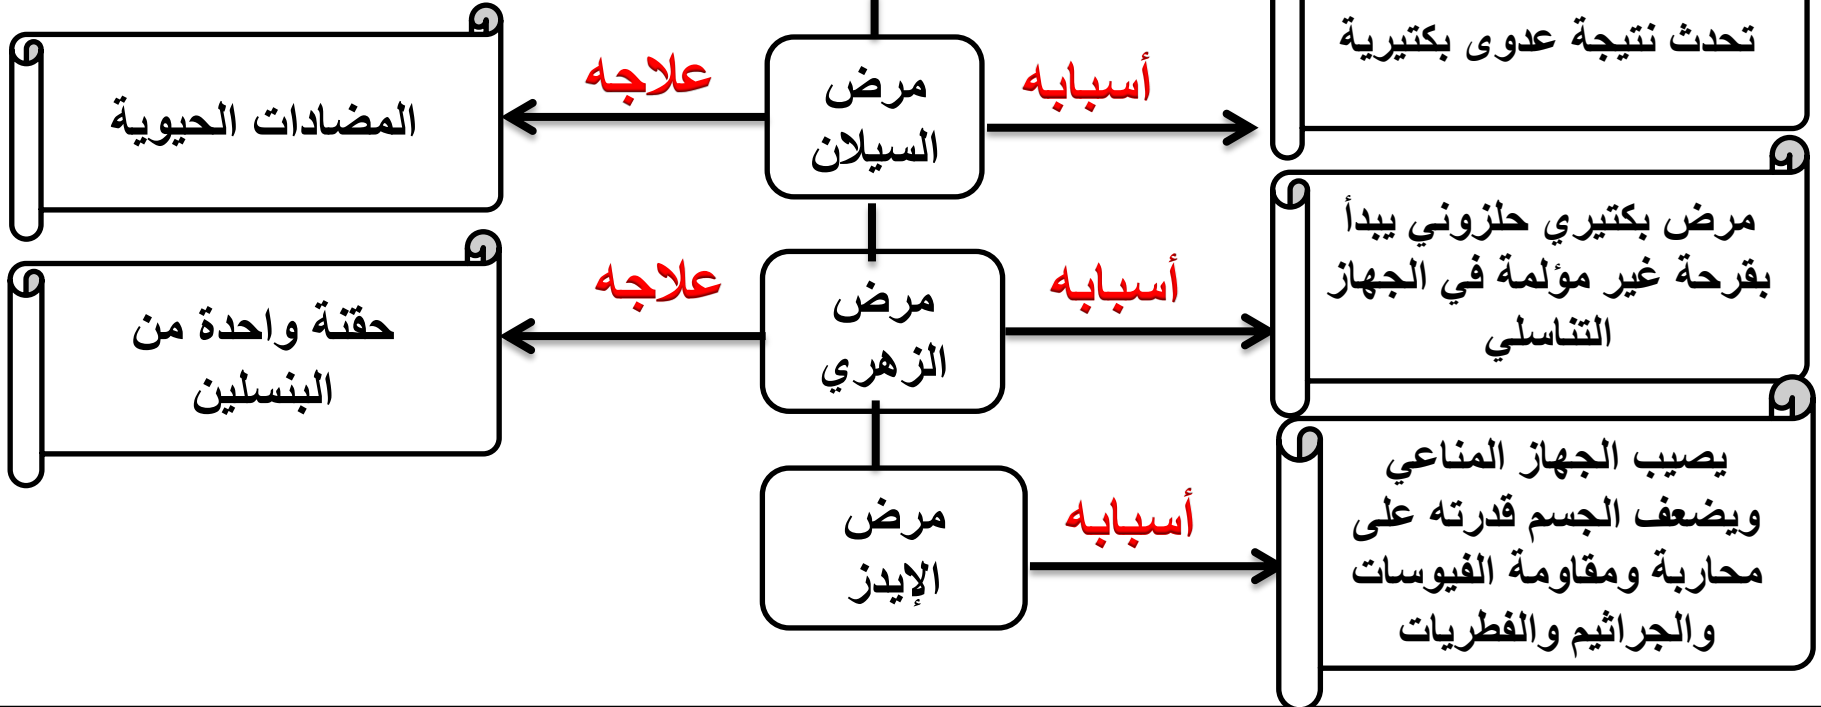 تحدث نتيجة عدوى بكتيرية
أسبابه
مرض
السيلان
علاجه
المضادات الحيوية
مرض بكتيري حلزوني يبدأ
بقرحة غير مؤلمة في الجهاز
التناسلي
أسبابه
مرض
الزهري
علاجه
حقنة واحدة من
البنسلين
يصيب الجهاز المناعي
ويضعف الجسم قدرته على
محاربة ومقاومة الفيوسات
والجراثيم والفطريات
أسبابه
مرض
الإيدز